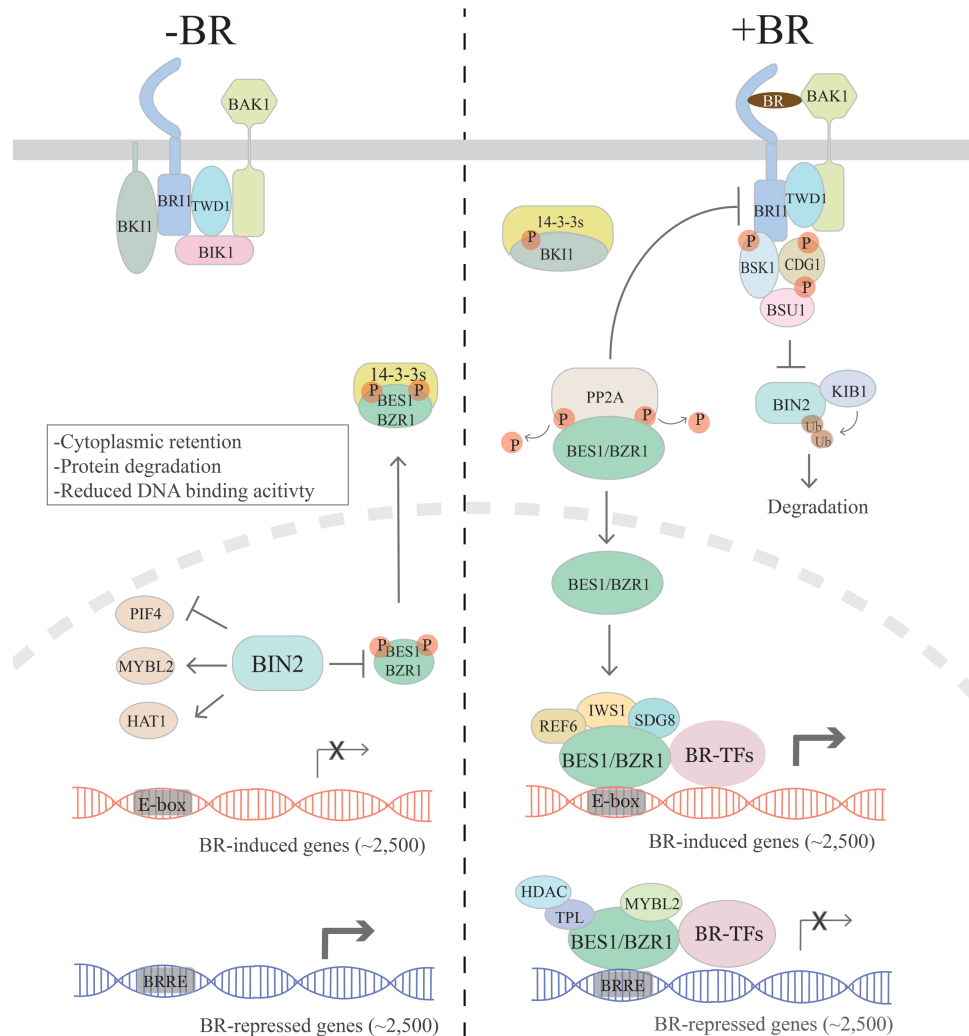 -BR
BAK1
BRI1
TWD1
BKI1
BIK1
14-3-3s
P
P
BES1
BZR1
-Cytoplasmic retention
-Protein degradation
-Reduced DNA binding acitivty
PIF4
MYBL2
HAT1
BIN2
P
P
BES1
BZR1
X
E-box
BR-induced genes (~2,500)
BRRE
BR-repressed genes (~2,500)
+BR
BR
BAK1
TWD1
BRI1
14-3-3s
P
BKI1
P
BSK1
P
CDG1
P
BSU1
PP2A
P
P
P
P
BES1/BZR1
BIN2
KIB1
Ub
Ub
Degradation
BES1/BZR1
IWS1
REF6
SDG8
BES1/BZR1
BR-TFs
E-box
BR-induced genes (~2,500)
HDAC
TPL
MYBL2
BES1/BZR1
BR-TFs
X
BRRE
BR-repressed genes (~2,500)